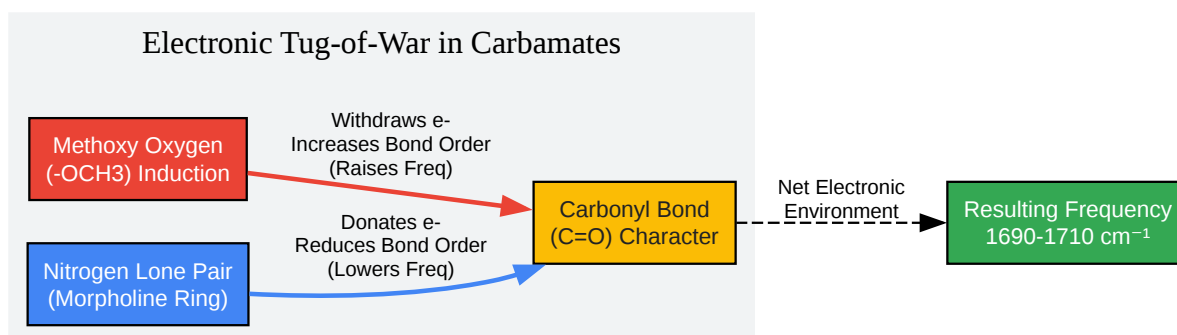 Electronic Tug-of-War in Carbamates
Methoxy Oxygen
(-OCH3) Induction
Withdraws e-
Increases Bond Order
(Raises Freq)
Nitrogen Lone Pair
(Morpholine Ring)
Donates e-
Reduces Bond Order
(Lowers Freq)
Carbonyl Bond
(C=O) Character
Net Electronic
Environment
Resulting Frequency
1690-1710 cm⁻¹